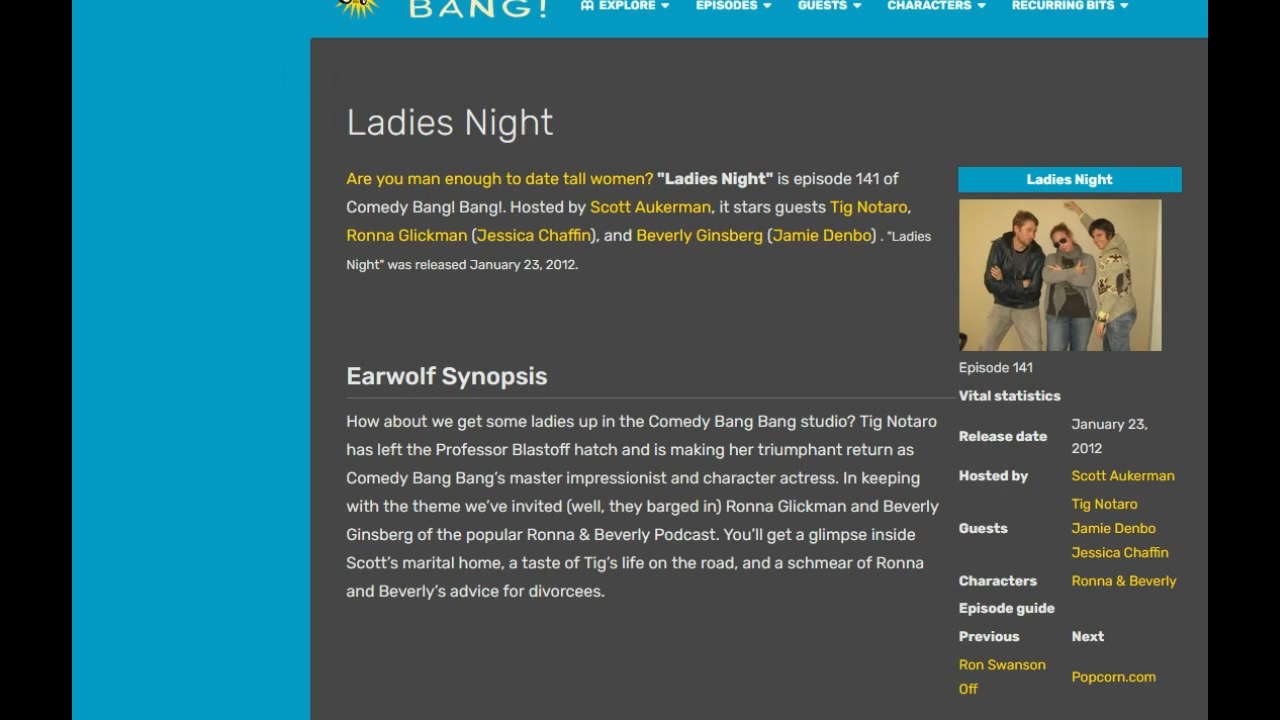 BANG!
EXPLORE
EPISODES
GUESTS
CHARACTERS
RECURRING BITS
Ladies Night
Are you man enough to date tall women? "Ladies Night" is episode 141 of
Comedy Bang! Bang!. Hosted by Scott Aukerman, it stars guests Tig Notaro,
Ronna Glickman (Jessica Chaffin), and Beverly Ginsberg (Jamie Denbo) . "Ladies
Night" was released January 23, 2012.
Earwolf Synopsis
How about we get some ladies up in the Comedy Bang Bang studio? Tig Notaro
has left the Professor Blastoff hatch and is making her triumphant return as
Comedy Bang Bang’s master impressionist and character actress. In keeping
with the theme we’ve invited (well, they barged in) Ronna Glickman and Beverly
Ginsberg of the popular Ronna & Beverly Podcast. You’ll get a glimpse inside
Scott’s marital home, a taste of Tig’s life on the road, and a schmear of Ronna
and Beverly’s advice for divorcees.
Ladies Night
Episode 141
Vital statistics
Release date
January 23,
2012
Hosted by
Scott Aukerman
Guests
Tig Notaro
Jamie Denbo
Jessica Chaffin
Characters
Ronna & Beverly
Episode guide
Previous
Next
Ron Swanson
Off
Popcorn.com